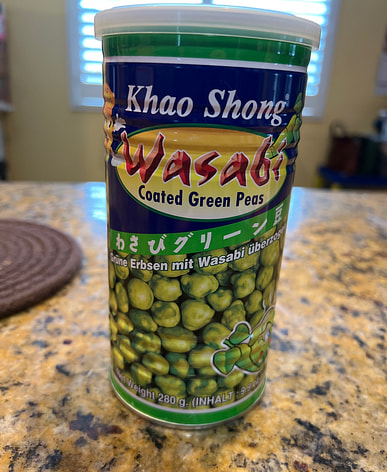 Khao Shong
Wasabi
Coated Green Peas
わさびグリーン豆
Grüne Erbsen mit Wasabi überzogen
Weight 280 g. (INHALT